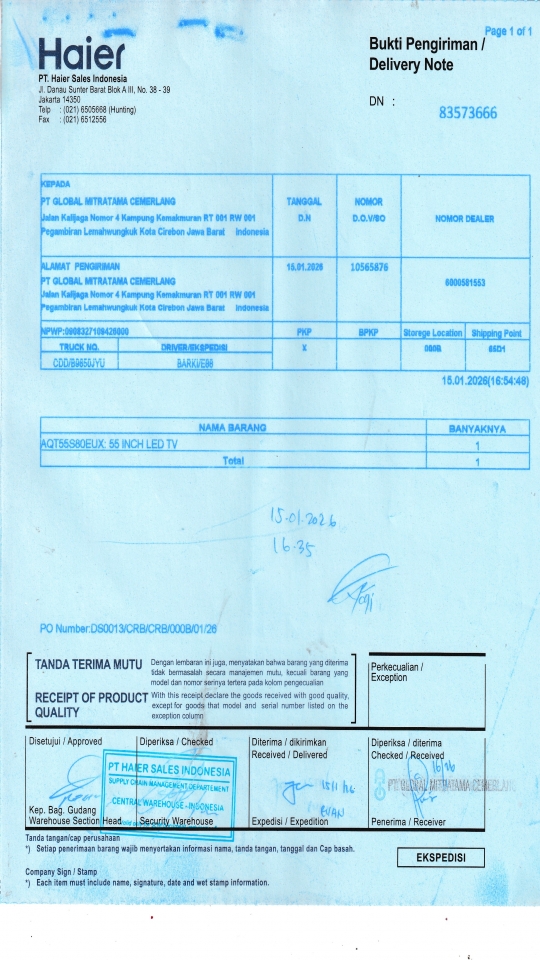 Page 1 of 1
Haier
PT. Haier Sales Indonesia
Jl. Danau Sunter Barat Blok A III, No. 38 - 39
Jakarta 14350
Telp : (021) 6505668 (Hunting)
Fax : (021) 6512556
Bukti Pengiriman /
Delivery Note
DN :
83573666
KEPADA
PT GLOBAL MITRATAMA CEMERLANG
Jalan Kalijaga Nomor 4 Kampung Kemakmuran RT 001 RW 001
Pegambiran Lemahwungkuk Kota Cirebon Jawa Barat indonesia
TANGGAL
D.N
NOMOR
D.O.V/BO
NOMOR DEALER
ALAMAT PENGIRIMAN
PT GLOBAL MITRATAMA CEMERLANG
Jalan Kalijaga Nomor 4 Kampung Kemakmuran RT 001 RW 001
Pegambiran Lemahwungkuk Kota Cirebon Jawa Barat indonesia
15.01.2026
10565876
6000581553
NPWP:0908327109426000
PKP
BPKP
Storege Location
Shipping Point
TRUCK NO.
DRIVER/EKSPEDISI
X
000B
65D1
CDD/B9650JYU
BARKI/E88
15.01.2026(16:54:48)
NAMA BARANG
BANYAKNYA
AQT55S80EUX: 55 INCH LED TV
1
Total
1
15.01.2026
16.35
Yogi
PO Number:DS0013/CRB/CRB/000B/01/26
TANDA TERIMA MUTU
Dengan lembaran ini juga, menyatakan bahwa barang yang diterima
tidak bermasalah secara manajemen mutu, kecuali barang yang
model dan nomor serinya tertera pada kolom pengecualian
RECEIPT OF PRODUCT
QUALITY
With this receipt declare the goods received with good quality,
except for goods that model and serial number listed on the
exception column
Perkecualian /
Exception
Disetujui / Approved
Diperiksa / Checked
Diterima / dikirimkan
Received / Delivered
Diperiksa / diterima
Checked / Received
PT HAIER SALES INDONESIA
SUPPLY CHAIN MANAGEMENT DEPARTEMENT
CENTRAL WAREHOUSE - INDONESIA
15/1/26
PT GLOBAL MITRATAMA CEMERLANG
Kep. Bag. Gudang
Warehouse Section Head
Security Warehouse
Expedisi / Expedition
Penerima / Receiver
Tanda tangan/cap perusahaan
*) Setiap penerimaan barang wajib menyertakan informasi nama, tanda tangan, tanggal dan Cap basah.
EKSPEDISI
Company Sign / Stamp
*) Each item must include name, signature, date and wet stamp information.